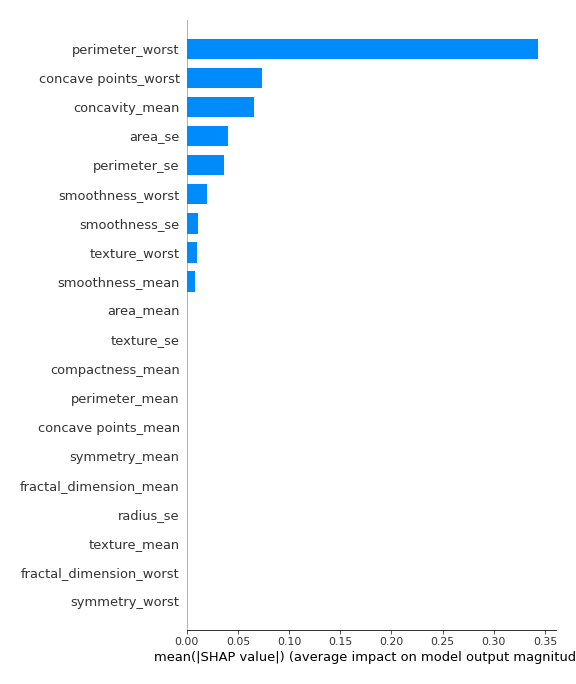 perimeter_worst
concave points_worst
concavity_mean
area_se
perimeter_se
smoothness_worst
smoothness_se
texture_worst
smoothness_mean
area_mean
texture_se
compactness_mean
perimeter_mean
concave points_mean
symmetry_mean
fractal_dimension_mean
radius_se
texture_mean
fractal_dimension_worst
symmetry_worst
0.00 0.05 0.10 0.15 0.20 0.25 0.30 0.35
mean(|SHAP value|) (average impact on model output magnitud